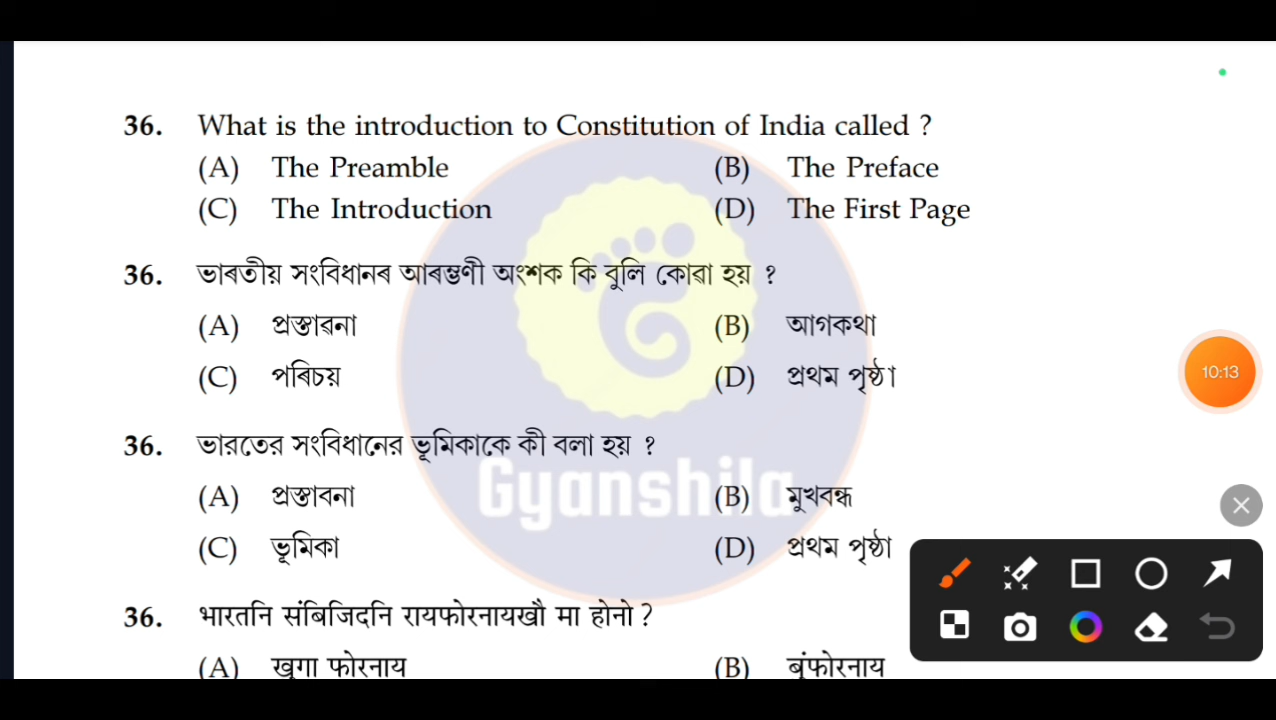 36. What is the introduction to Constitution of India called ?
(A) The Preamble (B) The Preface
(C) The Introduction (D) The First Page
36. ভাৰতীয় সংবিধানৰ আৰম্ভণী অংশক কি বুলি কোৱা হয় ?
(A) প্ৰস্তাৱনা (B) আগকথা
(C) পৰিচয় (D) প্ৰথম পৃষ্ঠা
10:13
36. ভারতের সংবিধানের ভূমিকাকে কী বলা হয় ?
Gyanshila
(A) প্রস্তাবনা (B) মুখবন্ধ
(C) ভূমিকা (D) প্রথম পৃষ্ঠা
36. भारतनि संबिजिदनि रायफोरनायखौ मा होनो ?
(A) खुगा फोरनाय (B) बुंफोरनाय